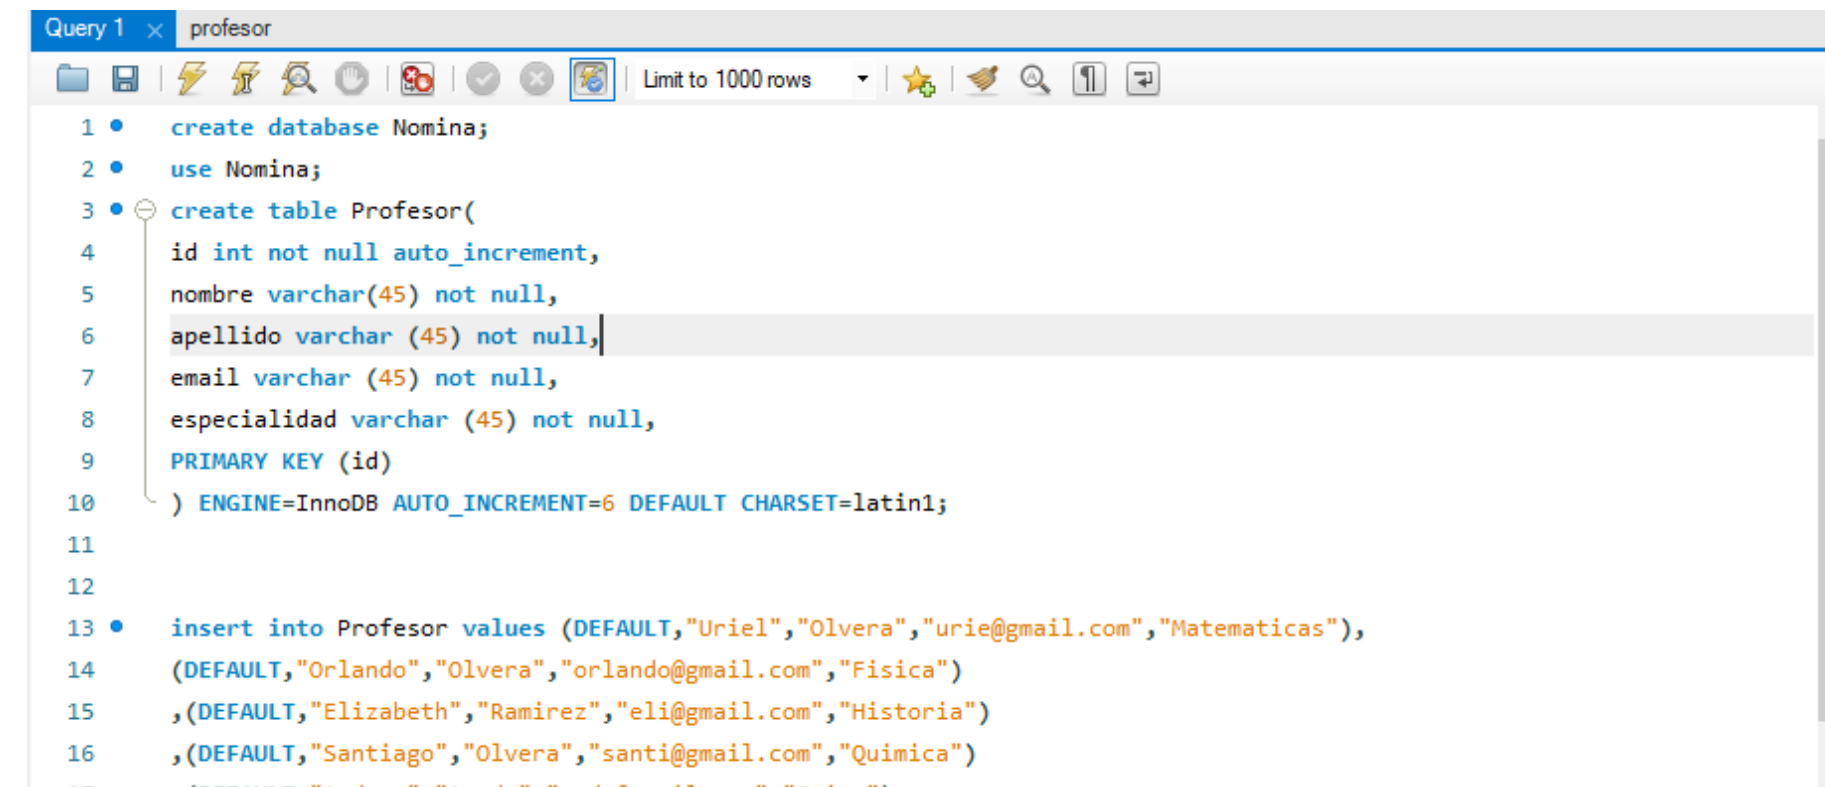 Query 1 profesor
Limit to 1000 rows
1 create database Nomina;
2 use Nomina;
3 create table Profesor(
4 id int not null auto_increment,
5 nombre varchar(45) not null,
6 apellido varchar (45) not null,
7 email varchar (45) not null,
8 especialidad varchar (45) not null,
9 PRIMARY KEY (id)
10 ) ENGINE=InnoDB AUTO_INCREMENT=6 DEFAULT CHARSET=latin1;
11
12
13 insert into Profesor values (DEFAULT,"Uriel","Olvera","urie@gmail.com","Matematicas"),
14 (DEFAULT,"Orlando","Olvera","orlando@gmail.com","Fisica")
15 ,(DEFAULT,"Elizabeth","Ramirez","eli@gmail.com","Historia")
16 ,(DEFAULT,"Santiago","Olvera","santi@gmail.com","Quimica")